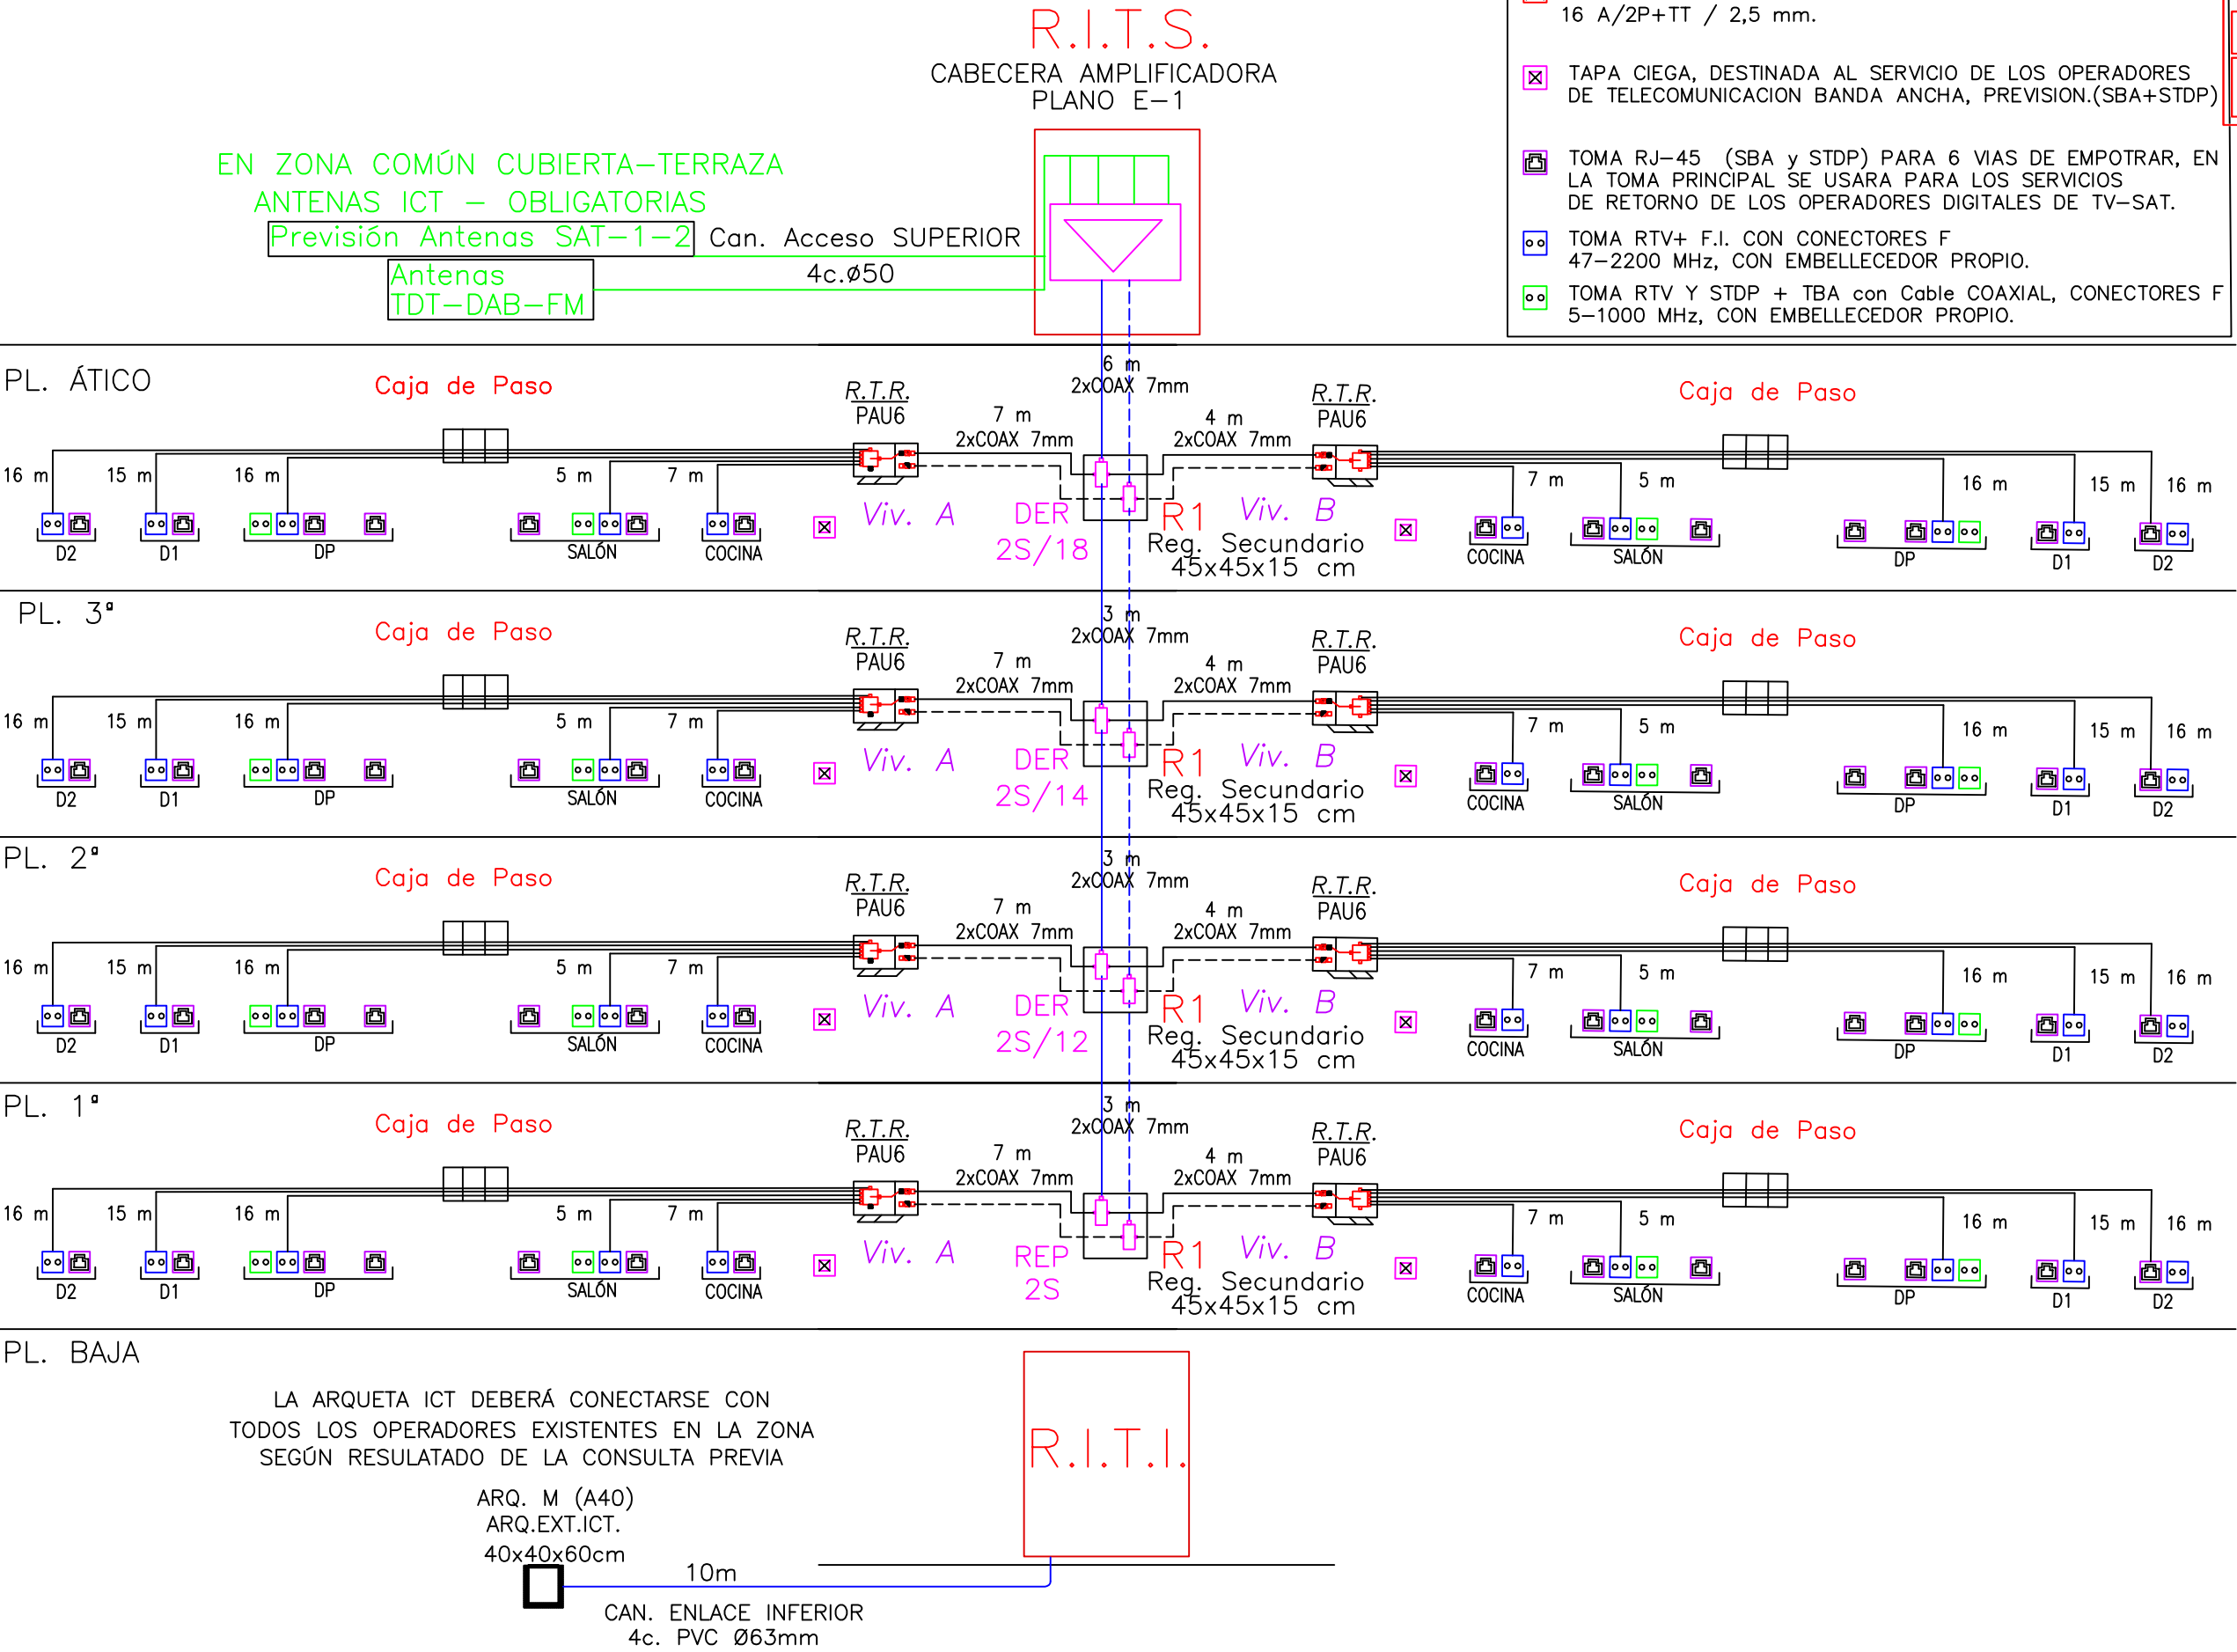 R.I.T.S.
CABECERA AMPLIFICADORA
PLANO E-1
16 A/2P+TT / 2,5 mm.
TAPA CIEGA, DESTINADA AL SERVICIO DE LOS OPERADORES
DE TELECOMUNICACION BANDA ANCHA, PREVISION.(SBA+STDP)
TOMA RJ-45 (SBA y STDP) PARA 6 VIAS DE EMPOTRAR, EN
LA TOMA PRINCIPAL SE USARA PARA LOS SERVICIOS
DE RETORNO DE LOS OPERADORES DIGITALES DE TV-SAT.
TOMA RTV+ F.I. CON CONECTORES F
47-2200 MHz, CON EMBELLECEDOR PROPIO.
TOMA RTV Y STDP + TBA con Cable COAXIAL, CONECTORES F
5-1000 MHz, CON EMBELLECEDOR PROPIO.
EN ZONA COMÚN CUBIERTA-TERRAZA
ANTENAS ICT - OBLIGATORIAS
Previsión Antenas SAT-1-2 Can. Acceso SUPERIOR
Antenas 4c.ø50
TDT-DAB-FM
PL. ÁTICO
Caja de Paso R.T.R. 6 m R.T.R. Caja de Paso
PAU6 2xCOAX 7mm PAU6
7 m 4 m
2xCOAX 7mm 2xCOAX 7mm
16 m 15 m 16 m 5 m 7 m 7 m 5 m 16 m 15 m 16 m
Viv. A DER R1 Viv. B
2S/18 Reg. Secundario
45x45x15 cm
D2 D1 DP SALÓN COCINA COCINA SALÓN DP D1 D2
PL. 3ª
Caja de Paso R.T.R. 3 m R.T.R. Caja de Paso
PAU6 2xCOAX 7mm PAU6
7 m 4 m
2xCOAX 7mm 2xCOAX 7mm
16 m 15 m 16 m 5 m 7 m 7 m 5 m 16 m 15 m 16 m
Viv. A DER R1 Viv. B
2S/14 Reg. Secundario
45x45x15 cm
D2 D1 DP SALÓN COCINA COCINA SALÓN DP D1 D2
PL. 2ª
Caja de Paso R.T.R. 3 m R.T.R. Caja de Paso
PAU6 2xCOAX 7mm PAU6
7 m 4 m
2xCOAX 7mm 2xCOAX 7mm
16 m 15 m 16 m 5 m 7 m 7 m 5 m 16 m 15 m 16 m
Viv. A DER R1 Viv. B
2S/12 Reg. Secundario
45x45x15 cm
D2 D1 DP SALÓN COCINA COCINA SALÓN DP D1 D2
PL. 1ª
Caja de Paso R.T.R. 3 m R.T.R. Caja de Paso
PAU6 2xCOAX 7mm PAU6
7 m 4 m
2xCOAX 7mm 2xCOAX 7mm
16 m 15 m 16 m 5 m 7 m 7 m 5 m 16 m 15 m 16 m
Viv. A REP R1 Viv. B
2S Reg. Secundario
45x45x15 cm
D2 D1 DP SALÓN COCINA COCINA SALÓN DP D1 D2
PL. BAJA
LA ARQUETA ICT DEBERÁ CONECTARSE CON
TODOS LOS OPERADORES EXISTENTES EN LA ZONA
SEGÚN RESULATADO DE LA CONSULTA PREVIA
R.I.T.I.
ARQ. M (A40)
ARQ.EXT.ICT.
40x40x60cm
10m
CAN. ENLACE INFERIOR
4c. PVC Ø63mm